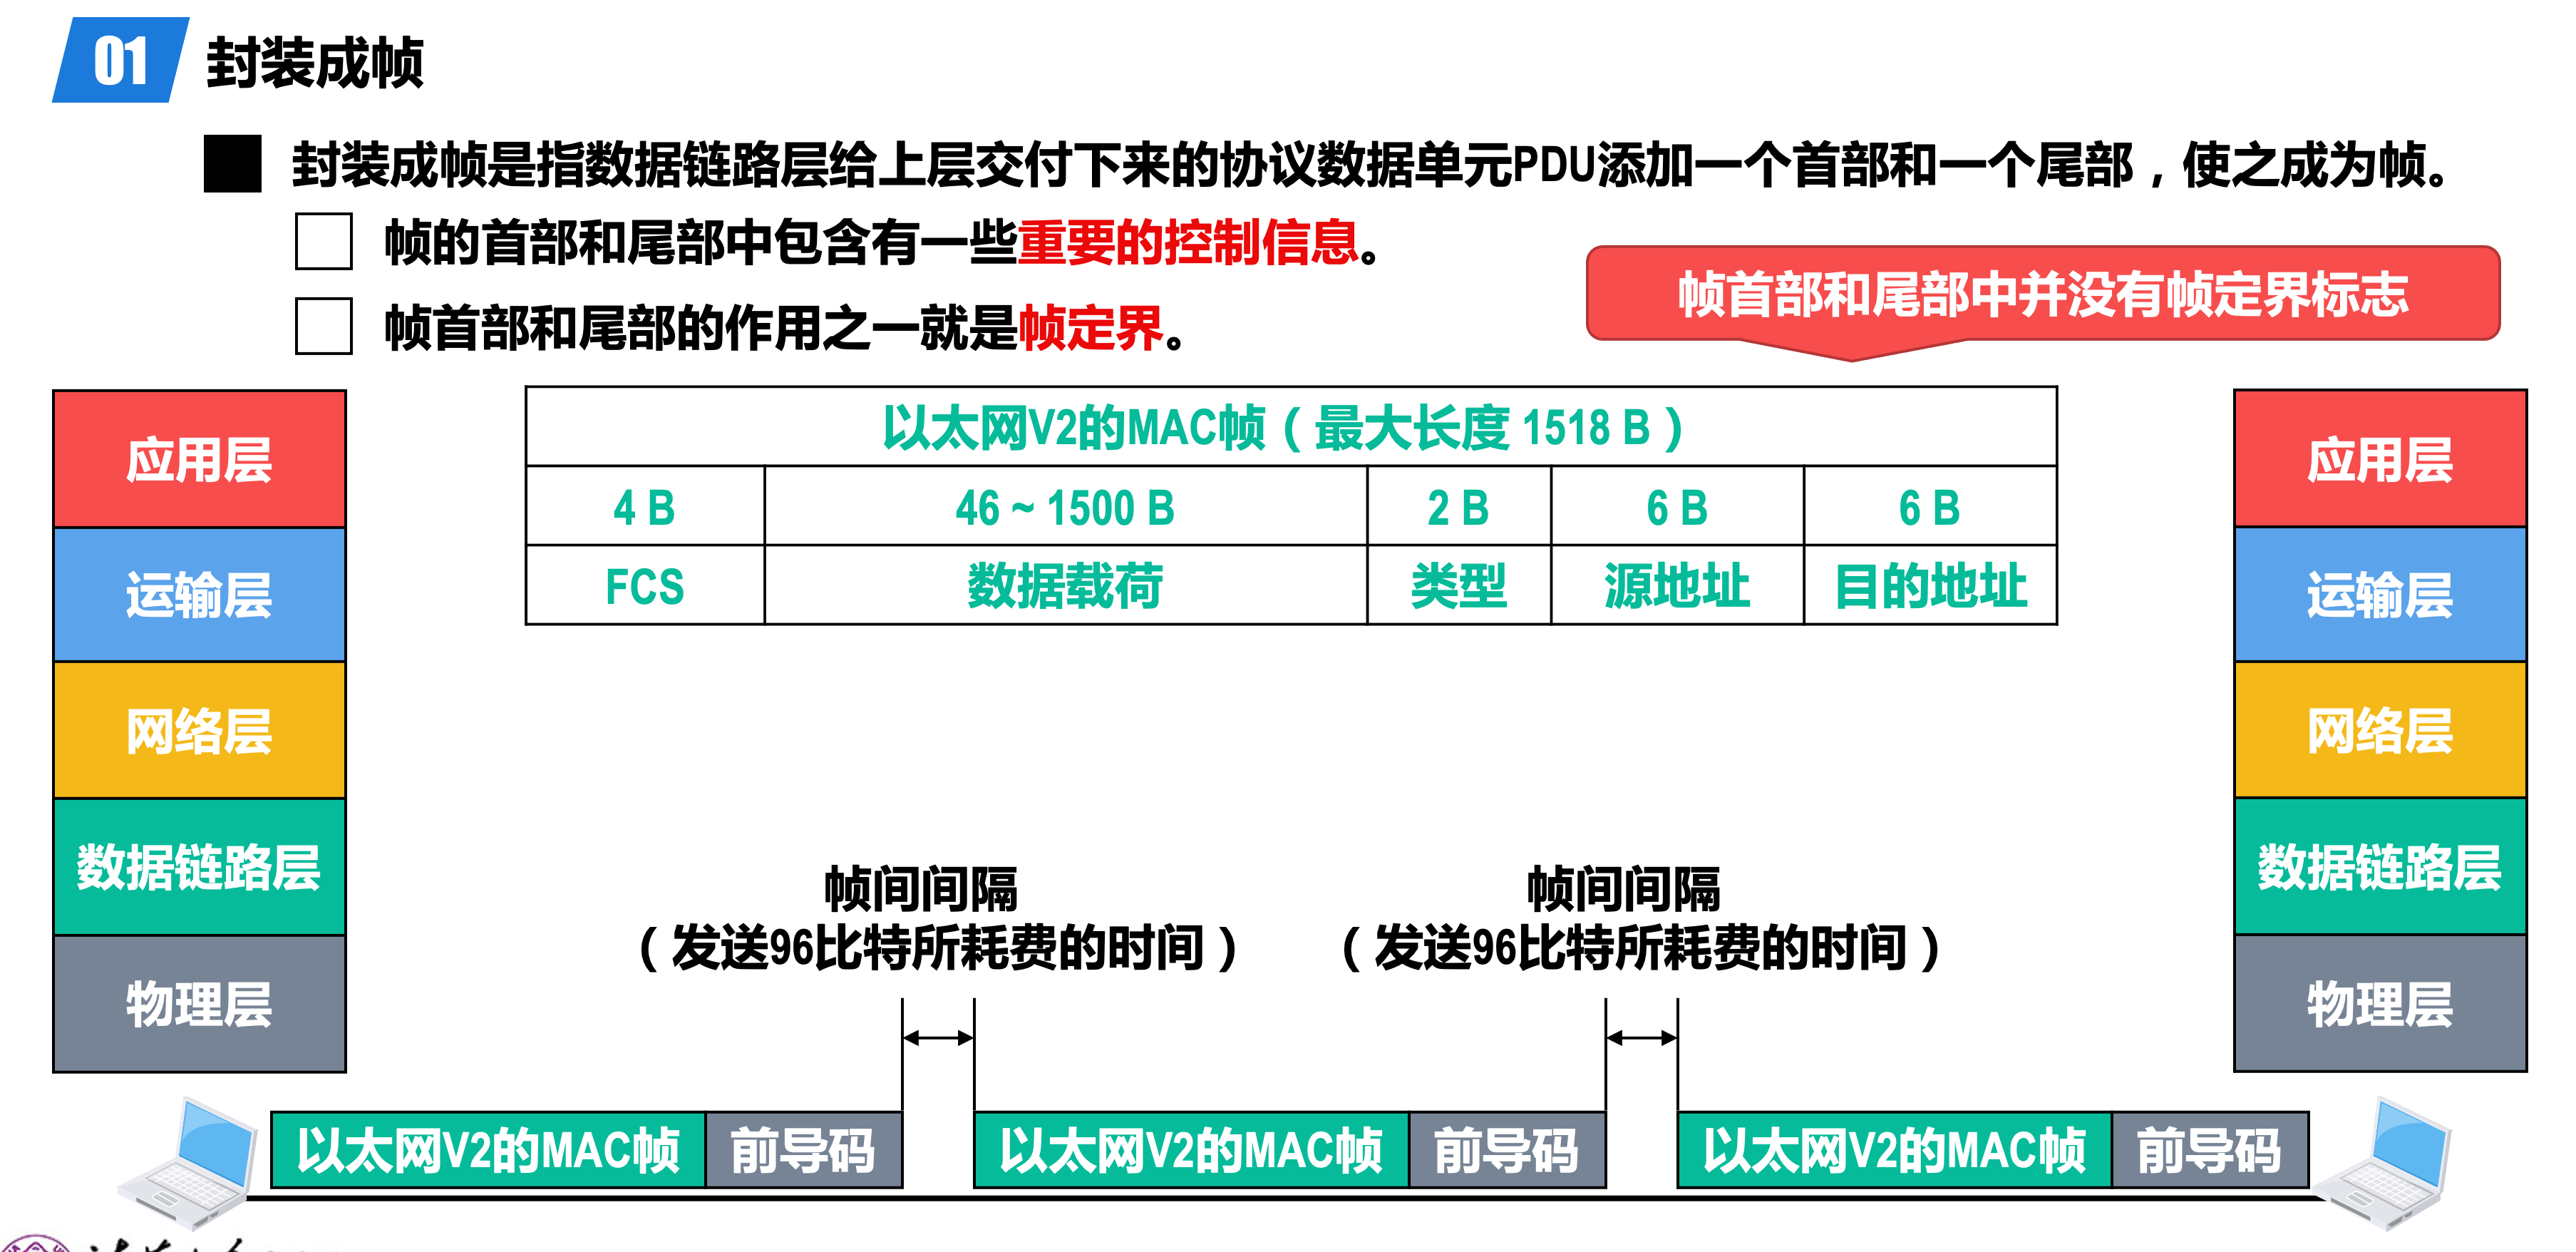 01 封装成帧
封装成帧是指数据链路层给上层交付下来的协议数据单元PDU添加一个首部和一个尾部，使之成为帧。
帧的首部和尾部中包含有一些重要的控制信息。
帧首部和尾部的作用之一就是帧定界。
帧首部和尾部中并没有帧定界标志
应用层
运输层
网络层
数据链路层
物理层
以太网V2的MAC帧（最大长度 1518 B）
4 B 46 ~ 1500 B 2 B 6 B 6 B
FCS 数据载荷 类型 源地址 目的地址
应用层
运输层
网络层
数据链路层
物理层
帧间间隔
（发送96比特所耗费的时间）
帧间间隔
（发送96比特所耗费的时间）
以太网V2的MAC帧 前导码 以太网V2的MAC帧 前导码 以太网V2的MAC帧 前导码